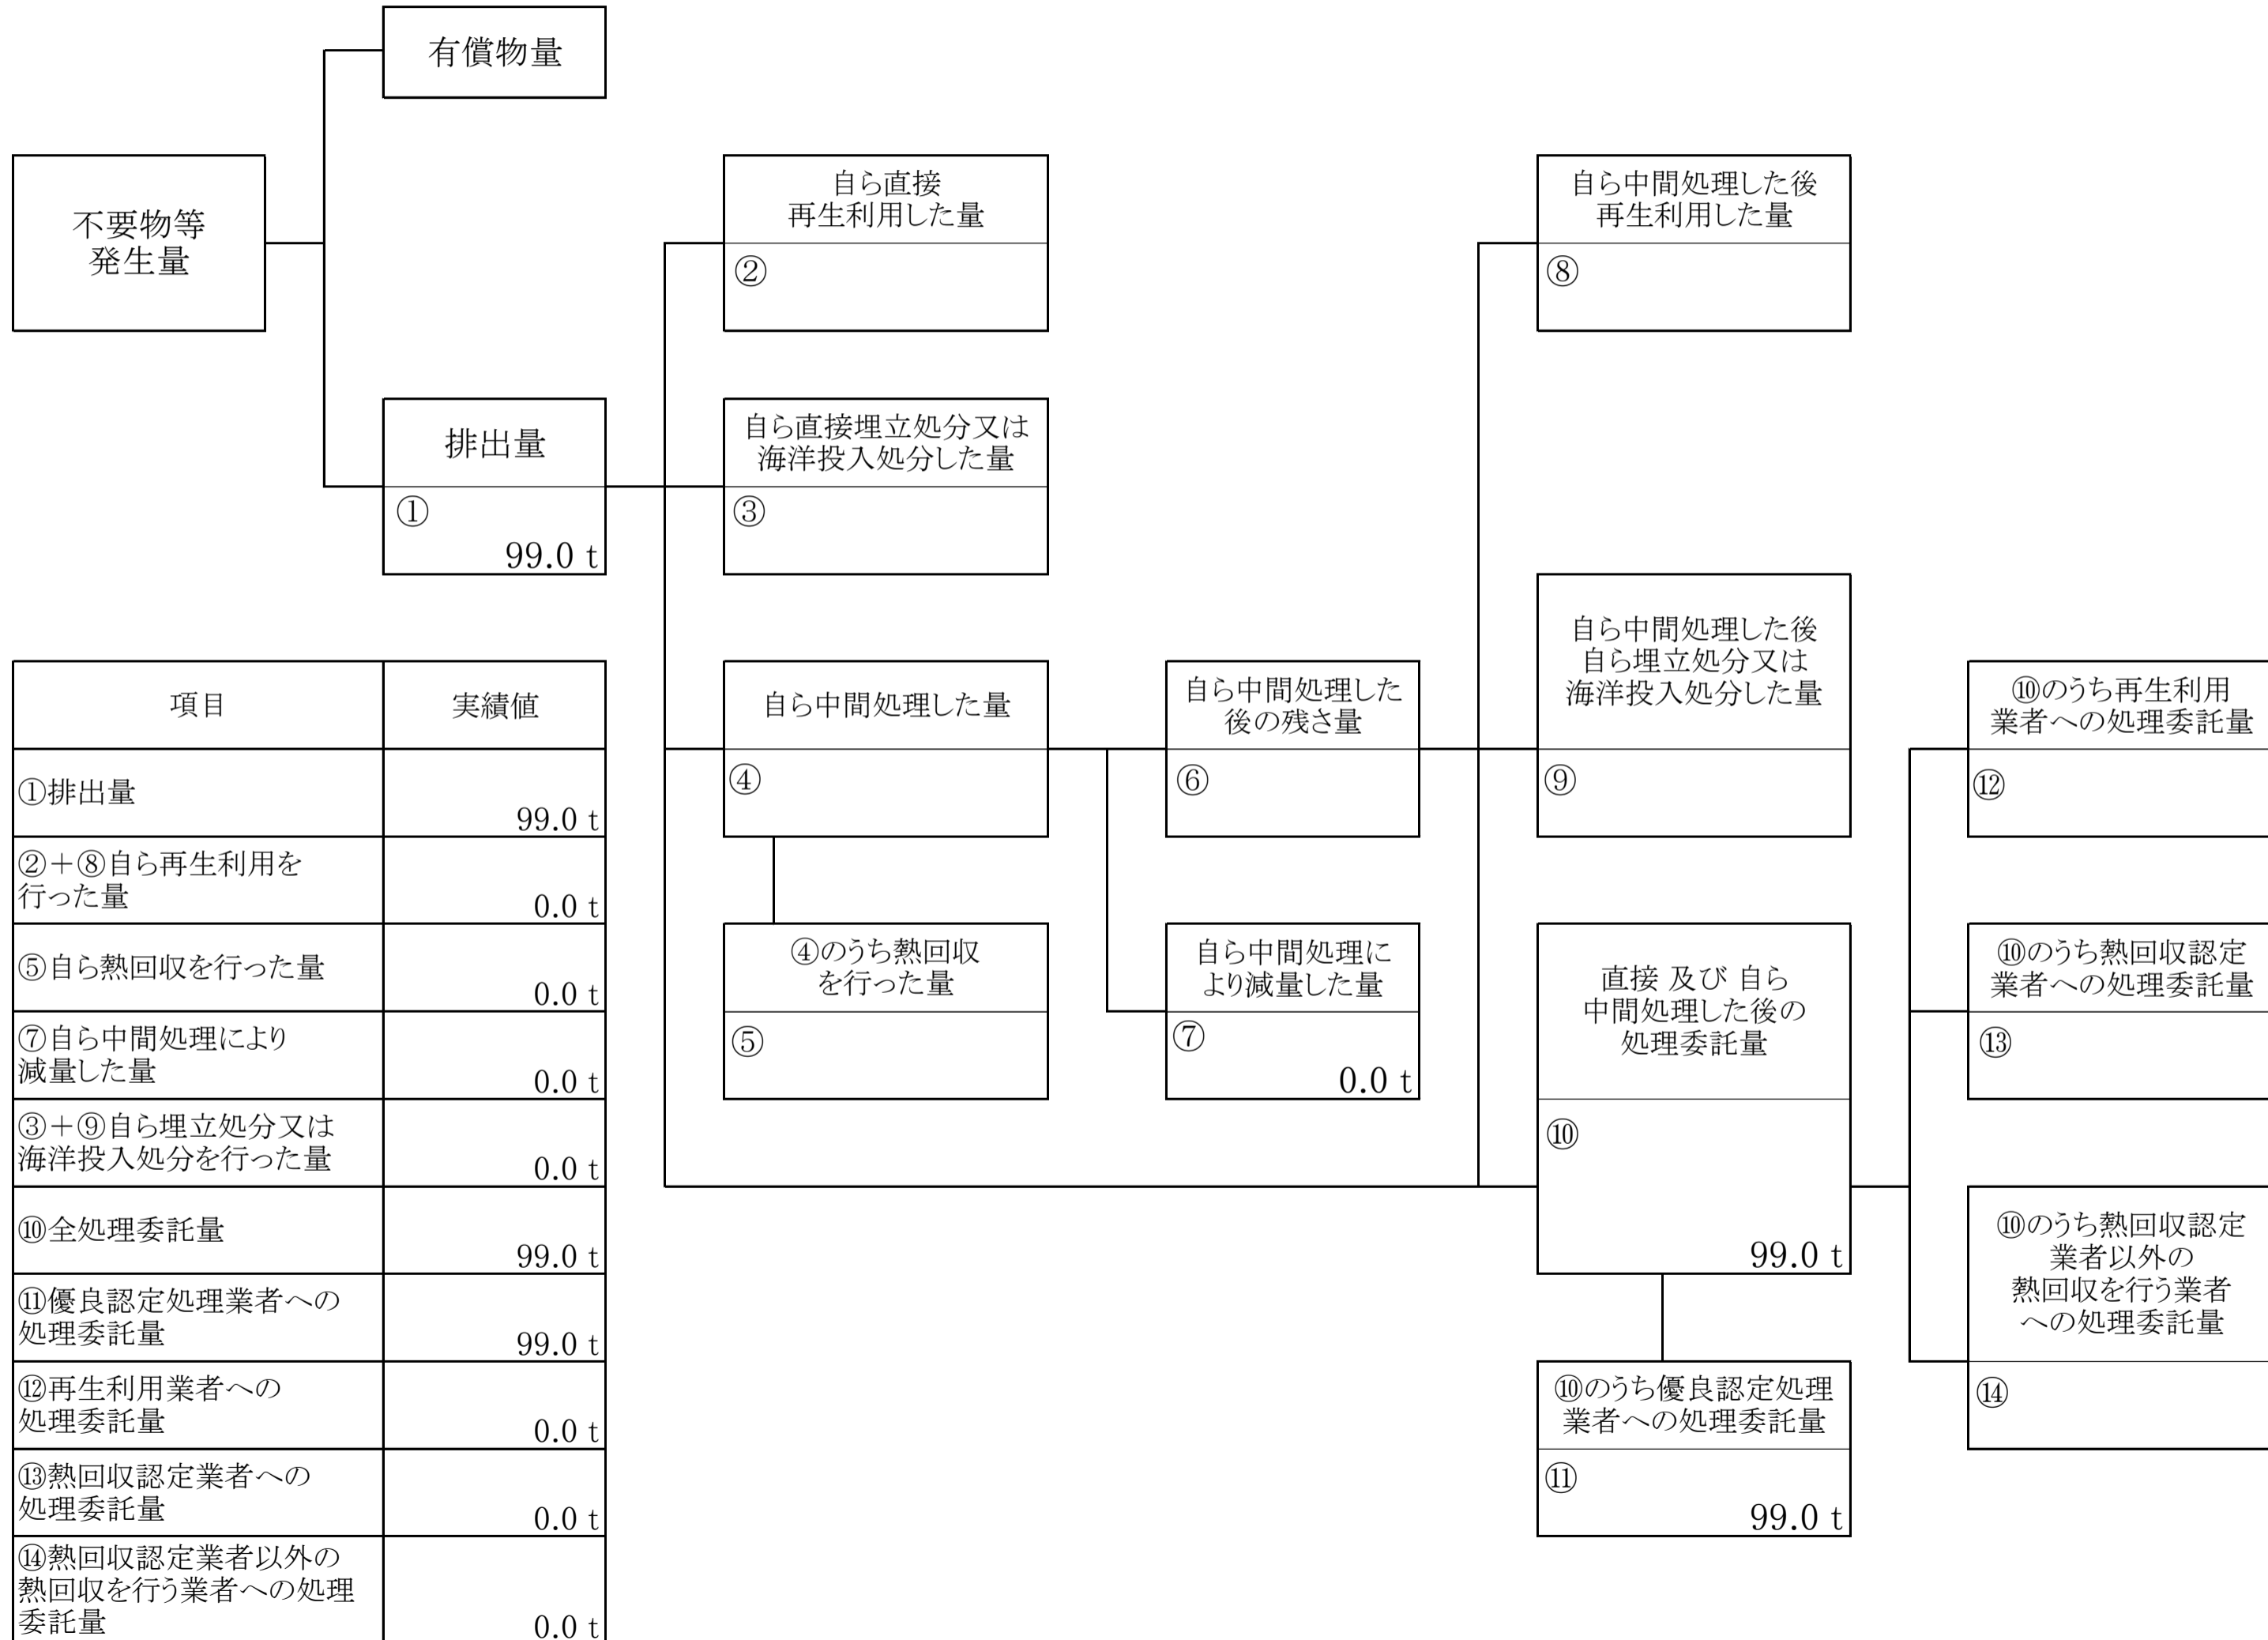 有償物量
不要物等
発生量
自ら直接
再生利用した量
②
自ら中間処理した後
再生利用した量
⑧
排出量
①
99.0 t
自ら直接埋立処分又は
海洋投入処分した量
③
自ら中間処理した量
④
自ら中間処理した
後の残さ量
⑥
自ら中間処理した後
自ら埋立処分又は
海洋投入処分した量
⑨
⑩のうち再生利用
業者への処理委託量
⑫
④のうち熱回収
を行った量
⑤
自ら中間処理に
より減量した量
⑦
0.0 t
直接 及び 自ら
中間処理した後の
処理委託量
⑩
99.0 t
⑩のうち熱回収認定
業者への処理委託量
⑬
⑩のうち熱回収認定
業者以外の
熱回収を行う業者
への処理委託量
⑭
⑩のうち優良認定処理
業者への処理委託量
⑪
99.0 t
項目
実績値
①排出量
99.0 t
②+⑧自ら再生利用を
行った量
0.0 t
⑤自ら熱回収を行った量
0.0 t
⑦自ら中間処理により
減量した量
0.0 t
③+⑨自ら埋立処分又は
海洋投入処分を行った量
0.0 t
⑩全処理委託量
99.0 t
⑪優良認定処理業者への
処理委託量
99.0 t
⑫再生利用業者への
処理委託量
0.0 t
⑬熱回収認定業者への
処理委託量
0.0 t
⑭熱回収認定業者以外の
熱回収を行う業者への処理
委託量
0.0 t